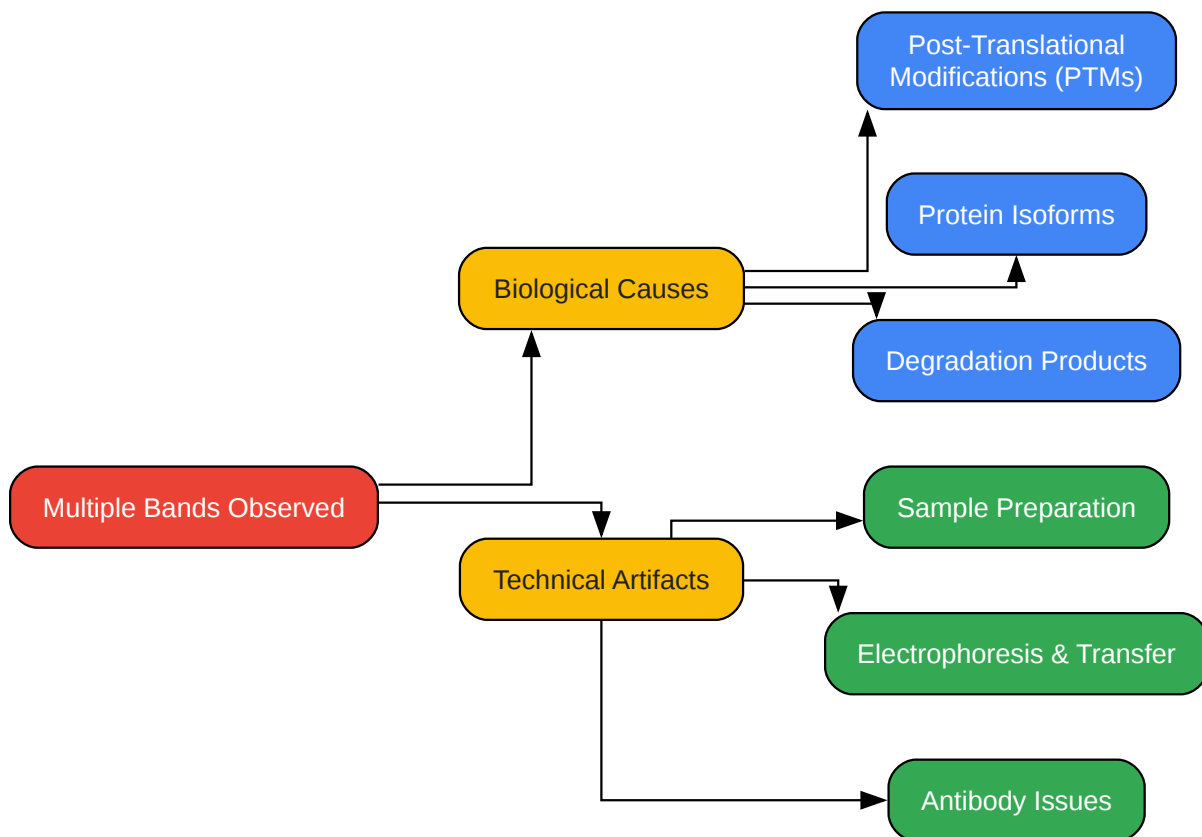 Post-Translational
Modifications (PTMs)
Protein Isoforms
Biological Causes
Degradation Products
Multiple Bands Observed
Sample Preparation
Technical Artifacts
Electrophoresis & Transfer
Antibody Issues